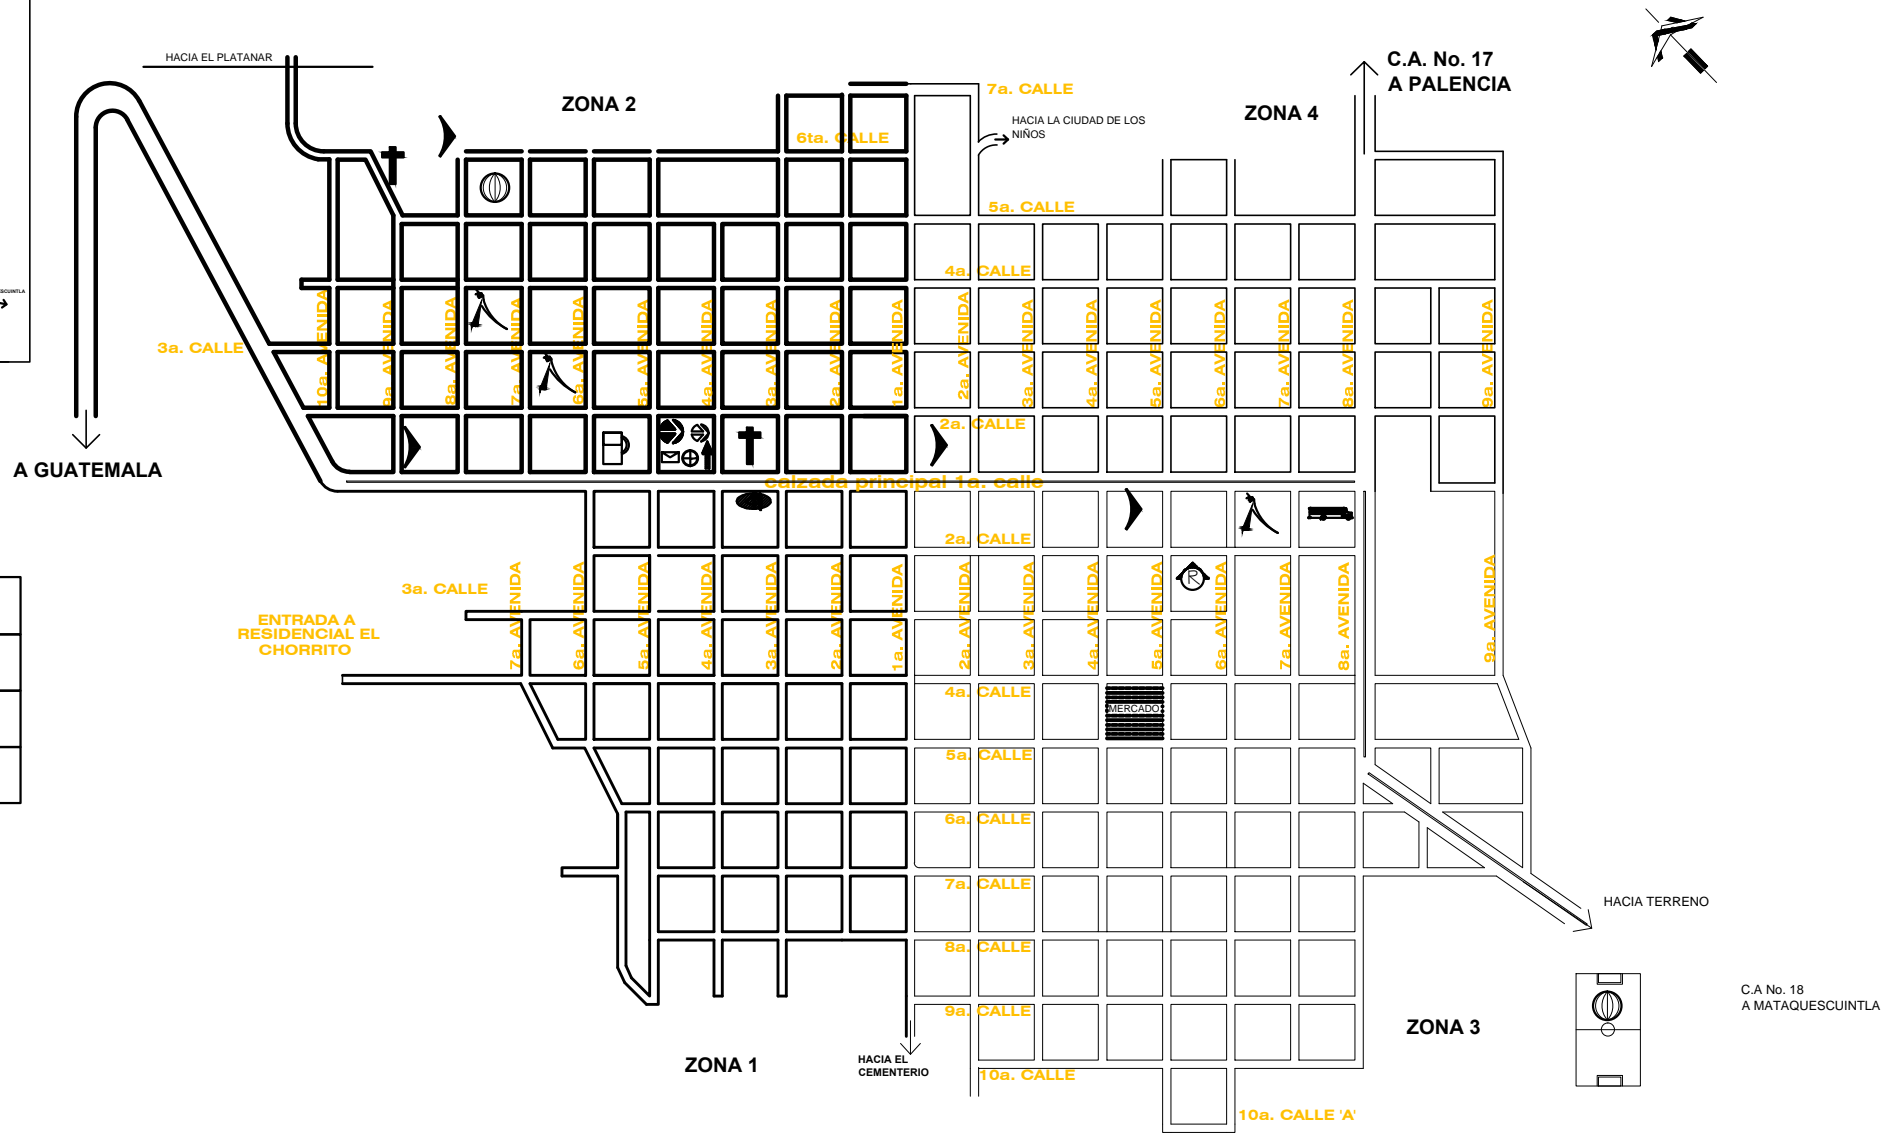 HACIA EL PLATANAR
C.A. No. 17
A PALENCIA
ZONA 2
7a. CALLE
ZONA 4
HACIA LA CIUDAD DE LOS
NIÑOS
6ta. CALLE
5a. CALLE
4a. CALLE
3a. CALLE
10a. AVENIDA
9a. AVENIDA
8a. AVENIDA
7a. AVENIDA
6a. AVENIDA
5a. AVENIDA
4a. AVENIDA
3a. AVENIDA
2a. AVENIDA
1a. AVENIDA
2a. AVENIDA
3a. AVENIDA
4a. AVENIDA
5a. AVENIDA
6a. AVENIDA
7a. AVENIDA
8a. AVENIDA
9a. AVENIDA
2a. CALLE
A GUATEMALA
calzada principal 1a. calle
2a. CALLE
3a. CALLE
R
ENTRADA A
RESIDENCIAL EL
CHORRITO
7a. AVENIDA
6a. AVENIDA
5a. AVENIDA
4a. AVENIDA
3a. AVENIDA
2a. AVENIDA
1a. AVENIDA
2a. AVENIDA
3a. AVENIDA
4a. AVENIDA
5a. AVENIDA
6a. AVENIDA
7a. AVENIDA
8a. AVENIDA
9a. AVENIDA
4a. CALLE
MERCADO
5a. CALLE
6a. CALLE
7a. CALLE
HACIA TERRENO
8a. CALLE
C.A No. 18
A MATAQUESCUINTLA
9a. CALLE
ZONA 3
ZONA 1
HACIA EL
CEMENTERIO
10a. CALLE
10a. CALLE 'A'